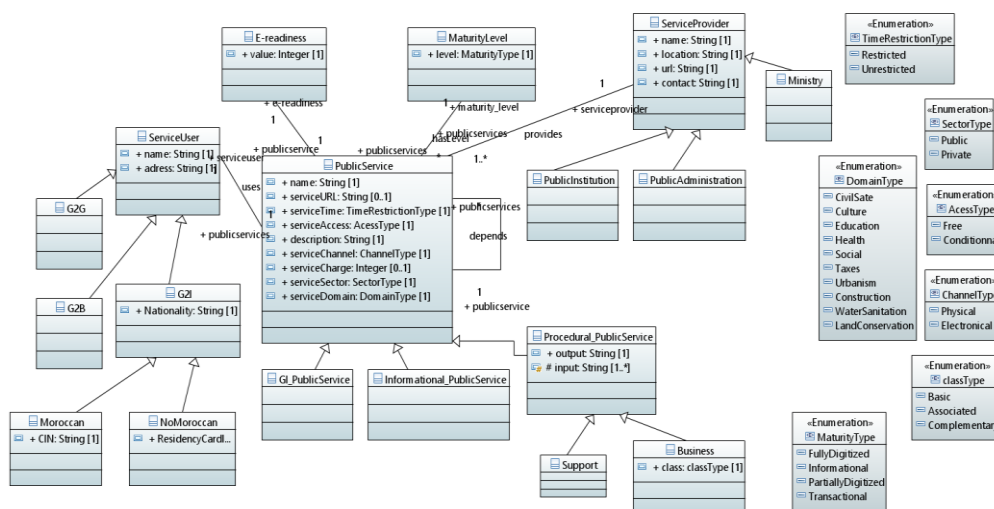 E-readiness
+ value: Integer [1]
MaturityLevel
+ level: MaturityType [1]
ServiceProvider
+ name: String [1]
+ location: String [1]
+ url: String [1]
+ contact: String [1]
Ministry
«Enumeration»
TimeRestrictionType
Restricted
Unrestricted
«Enumeration»
SectorType
Public
Private
1
+ e-readiness
1
+ publicservice
1
+ maturity_level
+ publicservices
hasLevel
+ publicservices
1
+ serviceprovider
provides
*
1..*
ServiceUser
+ name: String [1]
+ adress: String [1]
+ serviceuser
uses
1
+ publicservices
PublicService
+ name: String [1]
+ serviceURL: String [0..1]
+ serviceTime: TimeRestrictionType [1]
+ serviceAccess: AcessType [1]
+ description: String [1]
+ serviceChannel: ChannelType [1]
+ serviceCharge: Integer [0..1]
+ serviceSector: SectorType [1]
+ serviceDomain: DomainType [1]
+ publicservices
*
depends
1
+ publicservice
PublicInstitution
PublicAdministration
«Enumeration»
DomainType
CivilSate
Culture
Education
Health
Social
Taxes
Urbanism
Construction
WaterSanitation
LandConservation
«Enumeration
AcessType
Free
Conditionna
«Enumeration
ChannelType
Physical
Electronical
G2G
G2B
G2I
+ Nationality: String [1]
Procedural_PublicService
+ output: String [1]
# input: String [1..*]
GI_PublicService
Informational_PublicService
«Enumeration»
classType
Basic
Associated
Complementar
Moroccan
+ CIN: String [1]
NoMoroccan
+ ResidencyCardI...
Support
Business
+ class: classType [1]
«Enumeration»
MaturityType
FullyDigitized
Informational
PartiallyDigitized
Transactional